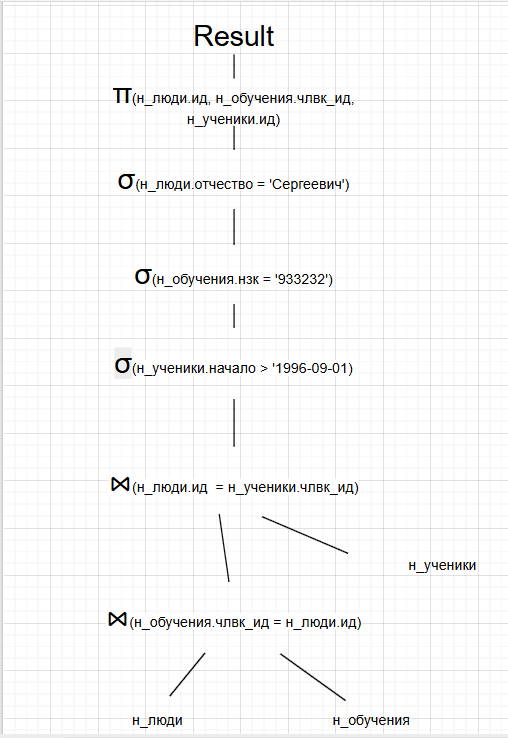 Result
π(н_люди.ид, н_обучения.члвк_ид,
н_ученики.ид)
σ(н_люди.отчество = 'Сергеевич')
σ(н_обучения.нзк = '933232')
σ(н_ученики.начало > '1996-09-01)
⋈(н_люди.ид = н_ученики.члвк_ид)
н_ученики
⋈(н_обучения.члвк_ид = н_люди.ид)
н_люди
н_обучения